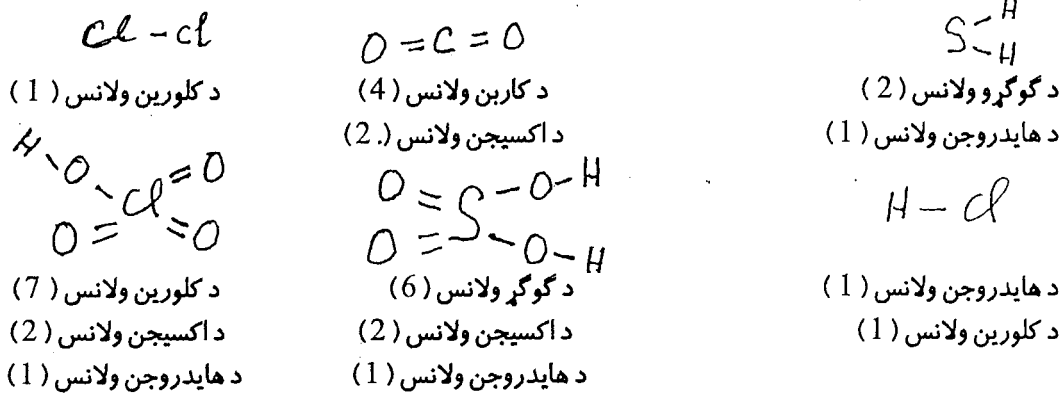 S
H
H
د گوگړو ولانس ( 2 )
د هایدروجن ولانس ( 1 )
O = C = O
د کاربن ولانس ( 4 )
د اکسیجن ولانس ( 2. )
Cl - cl
د کلورین ولانس ( 1 )
H - Cl
د هایدروجن ولانس ( 1 )
د کلورین ولانس ( 1 )
O = S - O - H
O = - O - H
د گوگړ ولانس ( 6 )
د اکسیجن ولانس ( 2 )
د هایدروجن ولانس ( 1 )
H - O - Cl = O
O = = O
د کلورین ولانس ( 7 )
د اکسیجن ولانس ( 2 )
د هایدروجن ولانس ( 1 )